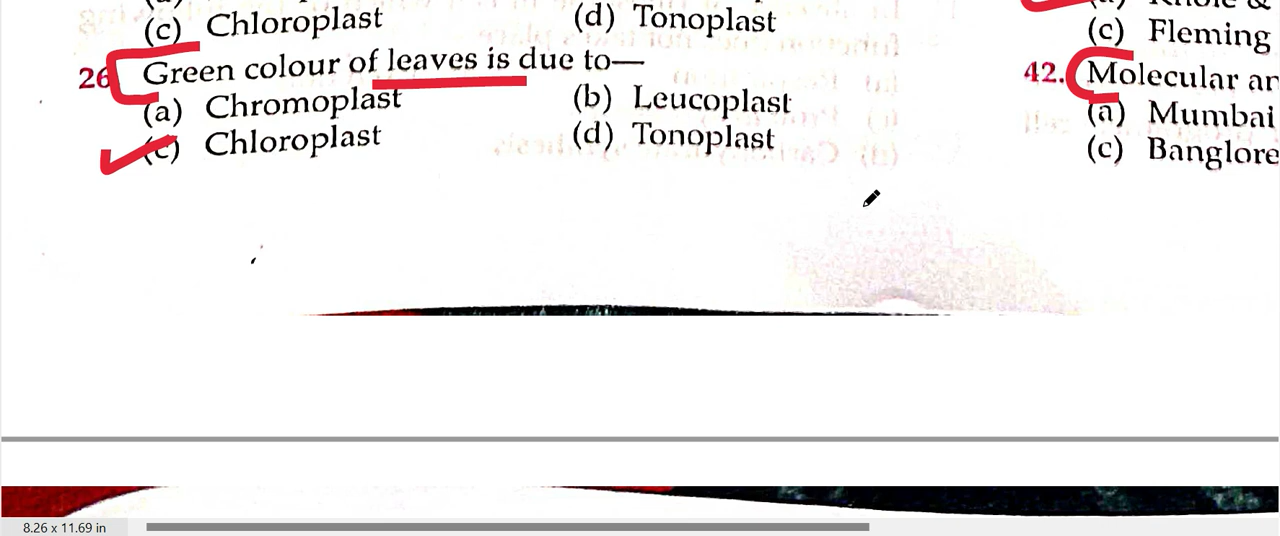 (c) Chloroplast (d) Tonoplast
26 Green colour of leaves is due to—
(a) Chromoplast (b) Leucoplast
(c) Chloroplast (d) Tonoplast
(c) Fleming
42. Molecular an
(a) Mumbai
(c) Banglore
8.26 x 11.69 in